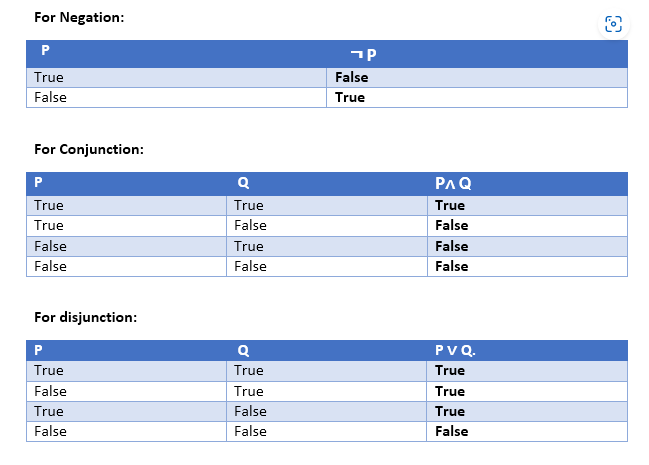 For Negation:
P ¬ P
True False
False True
For Conjunction:
P Q P∧Q
True True True
True False False
False True False
False False False
For disjunction:
P Q P V Q.
True True True
False True True
True False True
False False False